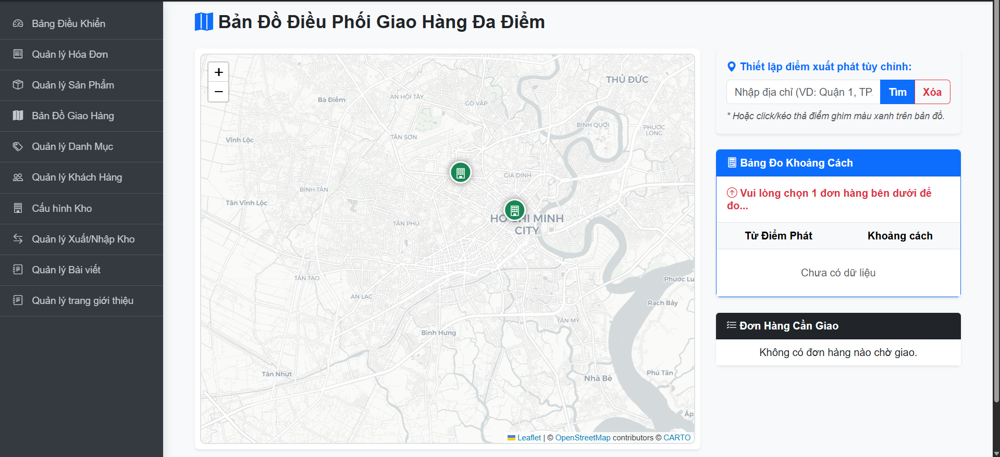 Bảng Điều Khiển
Quản lý Hóa Đơn
Quản lý Sản Phẩm
Bản Đồ Giao Hàng
Quản lý Danh Mục
Quản lý Khách Hàng
Cấu hình Kho
Quản lý Xuất/Nhập Kho
Quản lý Bài viết
Quản lý trang giới thiệu
Bản Đồ Điều Phối Giao Hàng Đa Điểm
+
−
THỦ ĐỨC
Bà Điểm
AN HỘI TÂY
GÒ VẤP
BÌNH QUỚI
PHƯỚC
LONG
Vĩnh Lộc
TÂN SƠN
GIA DINH
BÌNH TÂN
Tân Vĩnh Lộc
HO CHI MINH
CITY
TÂN PHÚ
TÂN TẠO
Phước Lu
AN LẠC
Rạch Bảy
TÂN MỸ
Bình Hưng
Tân Nhựt
Phú Tân
Nhà Bè
Ấp
Leaflet | © OpenStreetMap contributors © CARTO
Thiết lập điểm xuất phát tùy chỉnh:
Nhập địa chỉ (VD: Quận 1, TP.
Tìm
Xóa
* Hoặc click/kéo thả điểm ghim màu xanh trên bản đồ.
Bảng Đo Khoảng Cách
Vui lòng chọn 1 đơn hàng bên dưới để
đo...
Từ Điểm Phát
Khoảng cách
Chưa có dữ liệu
Đơn Hàng Cần Giao
Không có đơn hàng nào chờ giao.